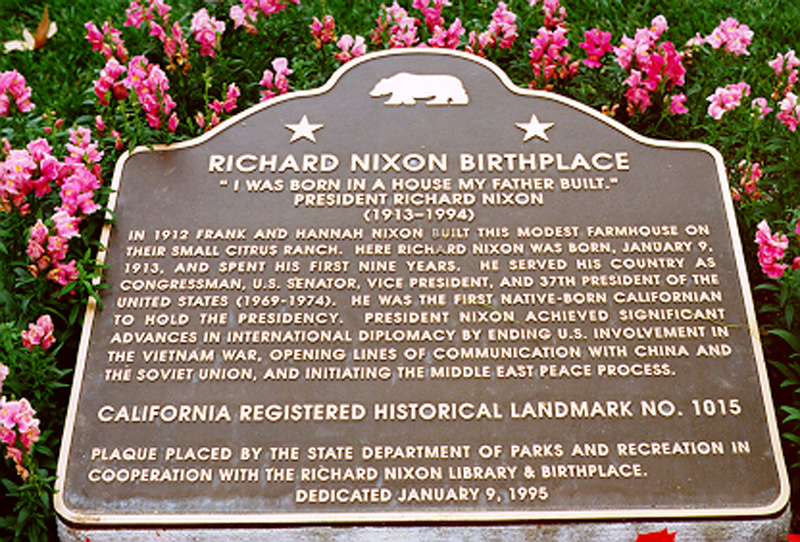 RICHARD NIXON BIRTHPLACE
"I WAS BORN IN A HOUSE MY FATHER BUILT."
PRESIDENT RICHARD NIXON
(1913–1994)
IN 1912 FRANK AND HANNAH NIXON BUILT THIS MODEST FARMHOUSE ON
THEIR SMALL CITRUS RANCH. HERE RICHARD NIXON WAS BORN, JANUARY 9,
1913, AND SPENT HIS FIRST NINE YEARS. HE SERVED HIS COUNTRY AS
CONGRESSMAN, U.S. SENATOR, VICE PRESIDENT, AND 37TH PRESIDENT OF THE
UNITED STATES (1969-1974). HE WAS THE FIRST NATIVE-BORN CALIFORNIAN
TO HOLD THE PRESIDENCY. PRESIDENT NIXON ACHIEVED SIGNIFICANT
ADVANCES IN INTERNATIONAL DIPLOMACY BY ENDING U.S. INVOLVEMENT IN
THE VIETNAM WAR, OPENING LINES OF COMMUNICATION WITH CHINA AND
THE SOVIET UNION, AND INITIATING THE MIDDLE EAST PEACE PROCESS.
CALIFORNIA REGISTERED HISTORICAL LANDMARK NO. 1015
PLAQUE PLACED BY THE STATE DEPARTMENT OF PARKS AND RECREATION IN
COOPERATION WITH THE RICHARD NIXON LIBRARY & BIRTHPLACE.
DEDICATED JANUARY 9, 1995